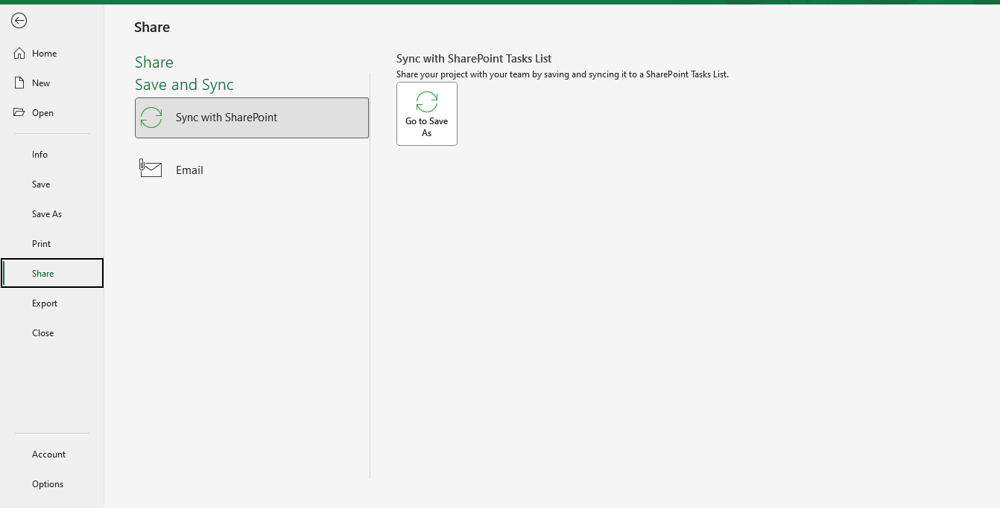 Home
New
Open
Info
Save
Save As
Print
Share
Export
Close
Account
Options
Share
Share
Save and Sync
Sync with SharePoint
Email
Sync with SharePoint Tasks List
Share your project with your team by saving and syncing it to a SharePoint Tasks List.
Go to Save
As